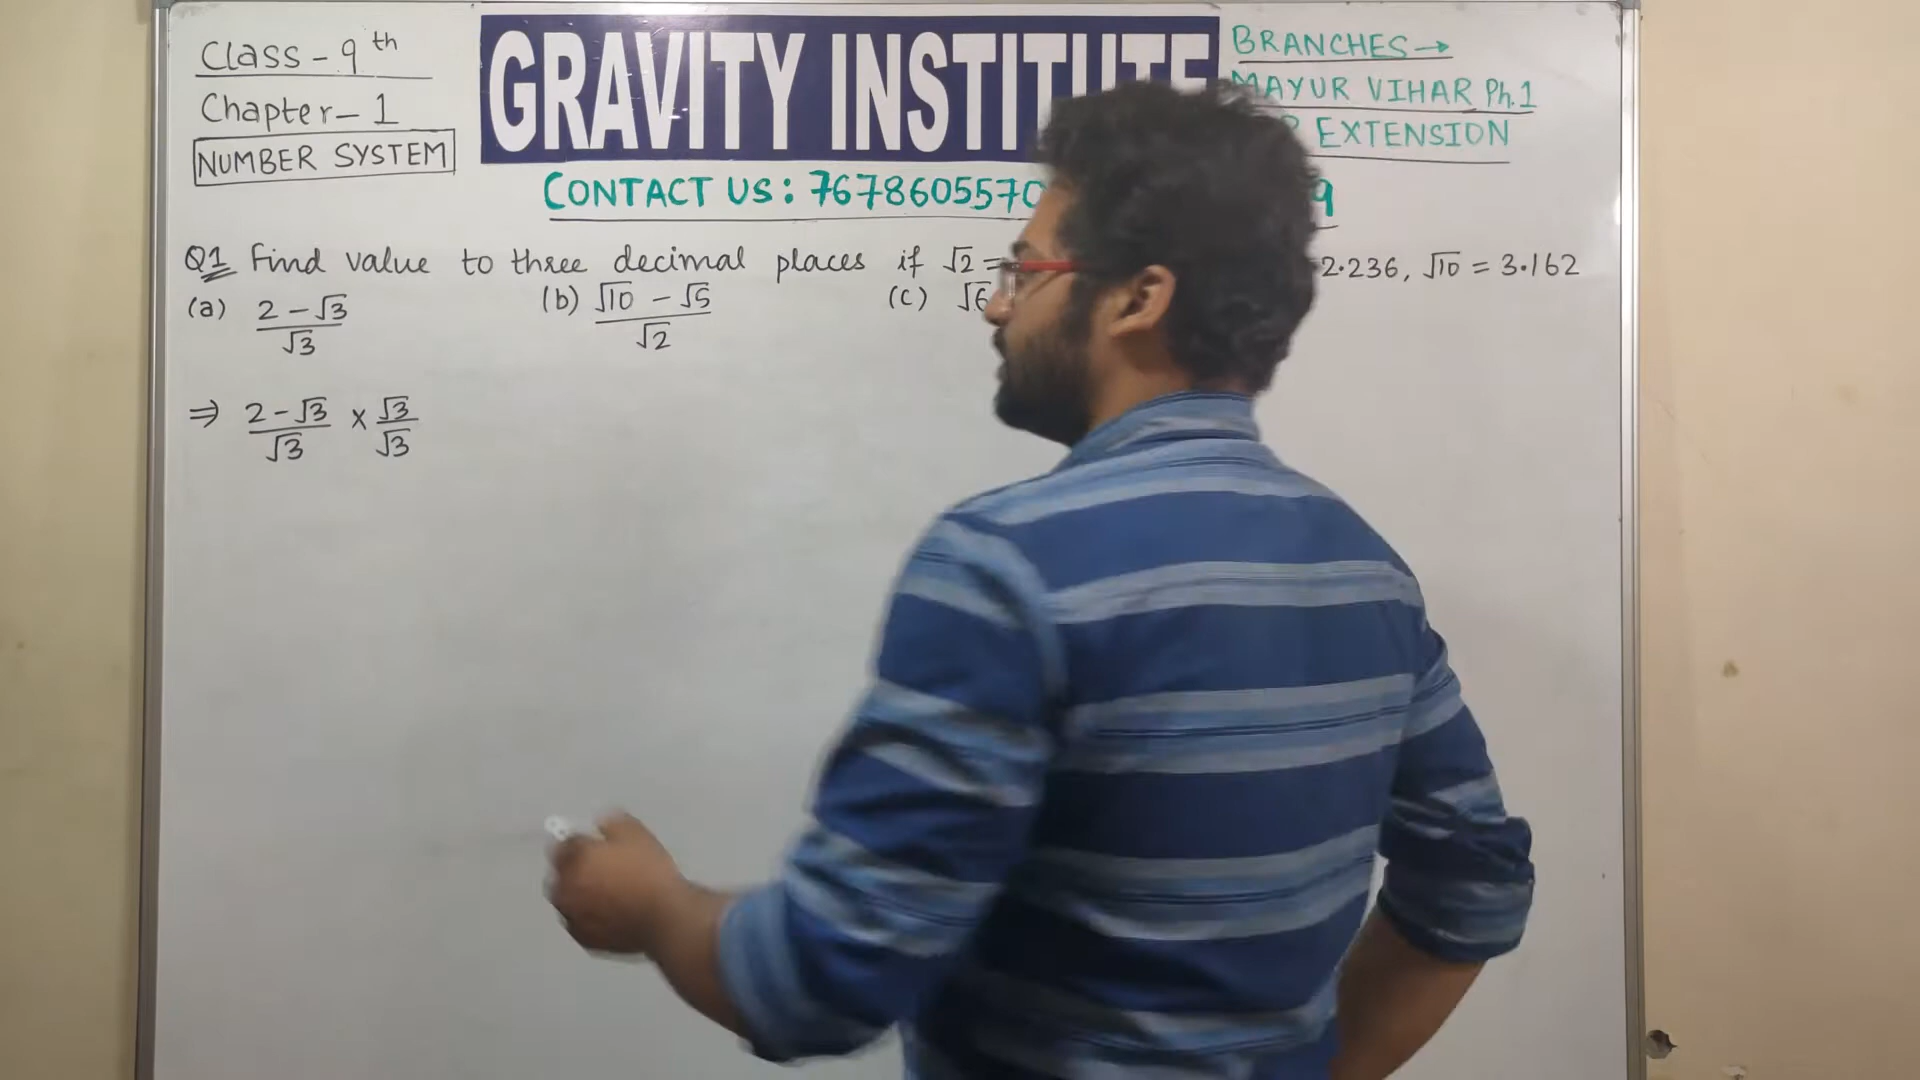 Class - 9th
Chapter - 1
NUMBER SYSTEM
GRAVITY
BRANCHES →
MAYUR VIHAR Ph.1
EXTENSION
CONTACT US : 7678605570
9
Q1 Find value to three decimal places if √2 = 2.236, √10 = 3.162
(a) (2 - √3)/√3 (b) (√10 - √5)/√2 (c) √6
⇒ (2 - √3)/√3 × √3/√3